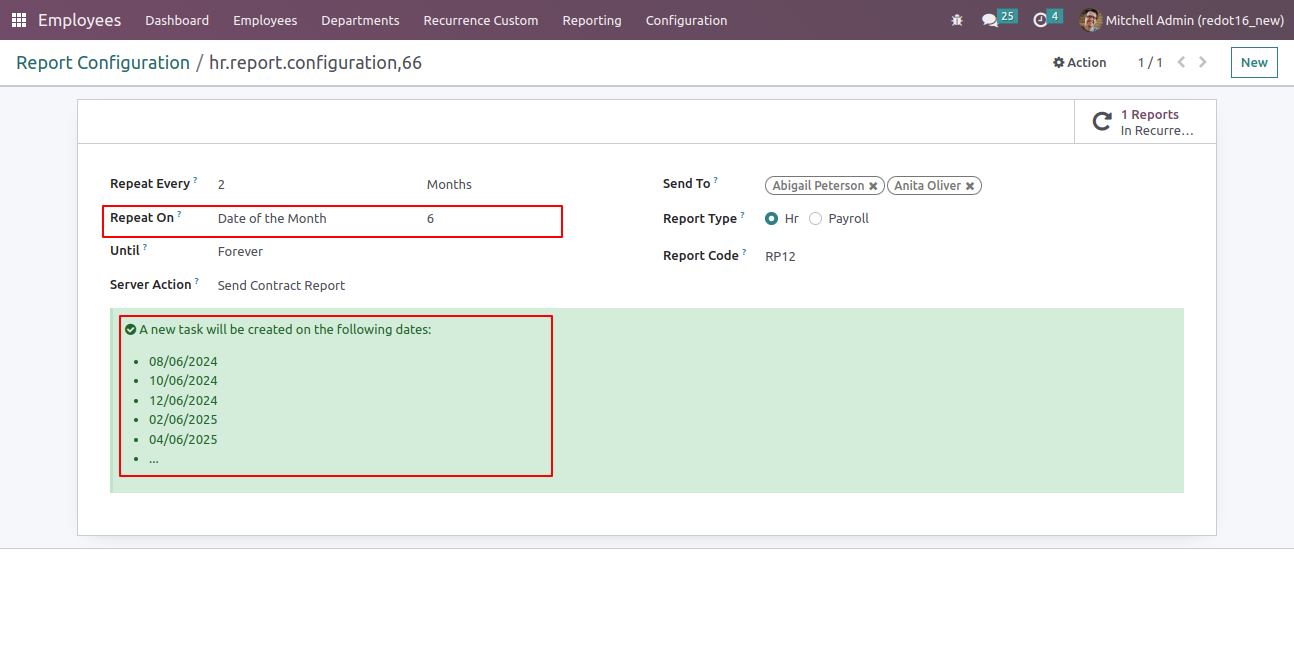 Employees Dashboard Employees Departments Recurrence Custom Reporting Configuration 25 4 Mitchell Admin (redot16_new)
Report Configuration / hr.report.configuration,66 Action 1 / 1 New
1 Reports
In Recurre...
Repeat Every ? 2 Months
Repeat On ? Date of the Month 6
Until ? Forever
Server Action ? Send Contract Report
Send To ? Abigail Peterson ✖ Anita Oliver ✖
Report Type ? Hr Payroll
Report Code ? RP12
A new task will be created on the following dates:
• 08/06/2024
• 10/06/2024
• 12/06/2024
• 02/06/2025
• 04/06/2025
• ...